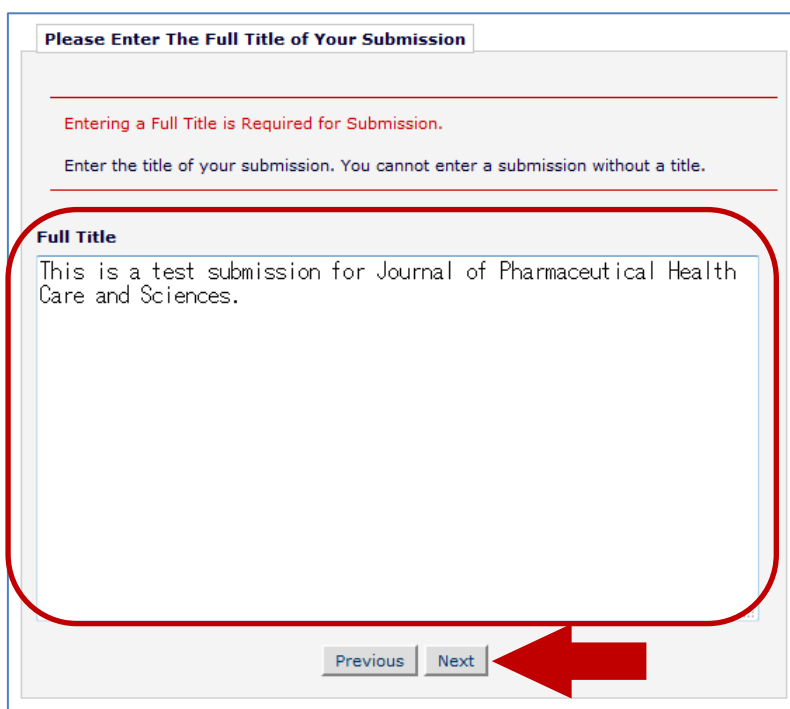 Please Enter The Full Title of Your Submission
Entering a Full Title is Required for Submission.
Enter the title of your submission. You cannot enter a submission without a title.
Full Title
This is a test submission for Journal of Pharmaceutical Health
Care and Sciences.
Previous Next